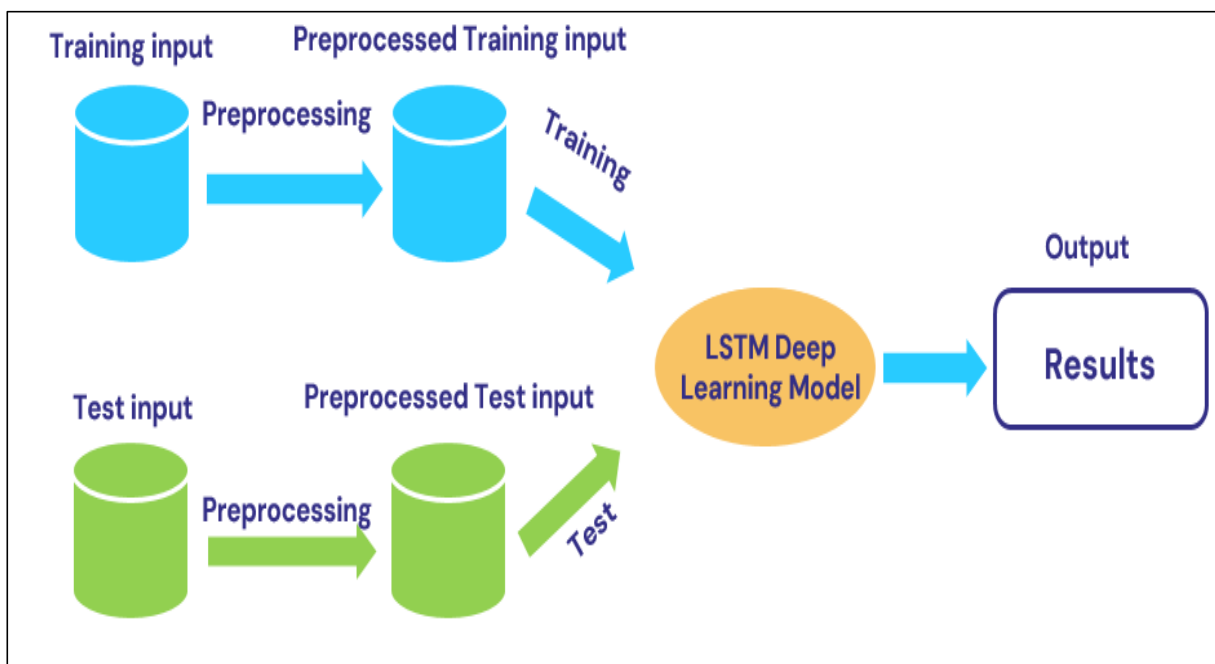 Training input
Preprocessed Training input
Preprocessing
Training
Output
LSTM Deep
Learning Model
Results
Test input
Preprocessed Test input
Preprocessing
Test